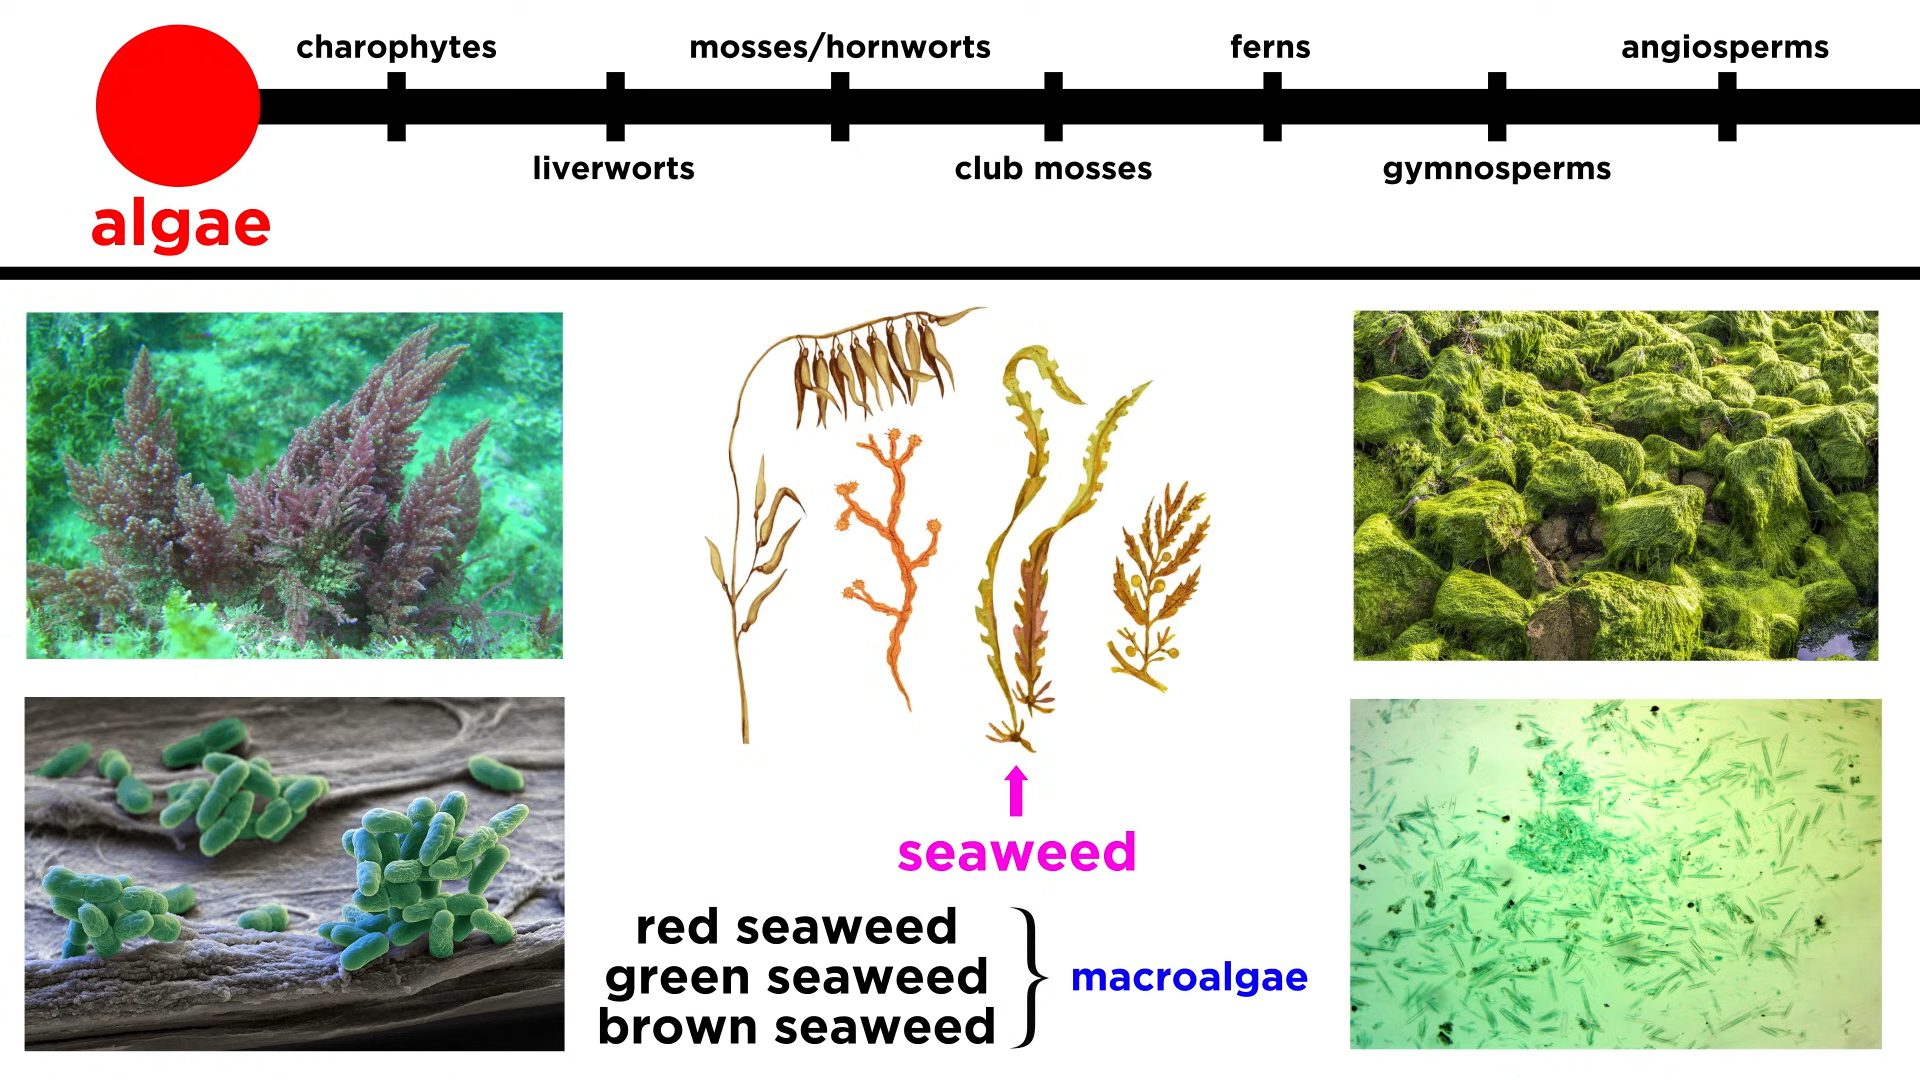 charophytes
mosses/hornworts
ferns
angiosperms
liverworts
club mosses
gymnosperms
algae
seaweed
red seaweed
green seaweed
brown seaweed
macroalgae